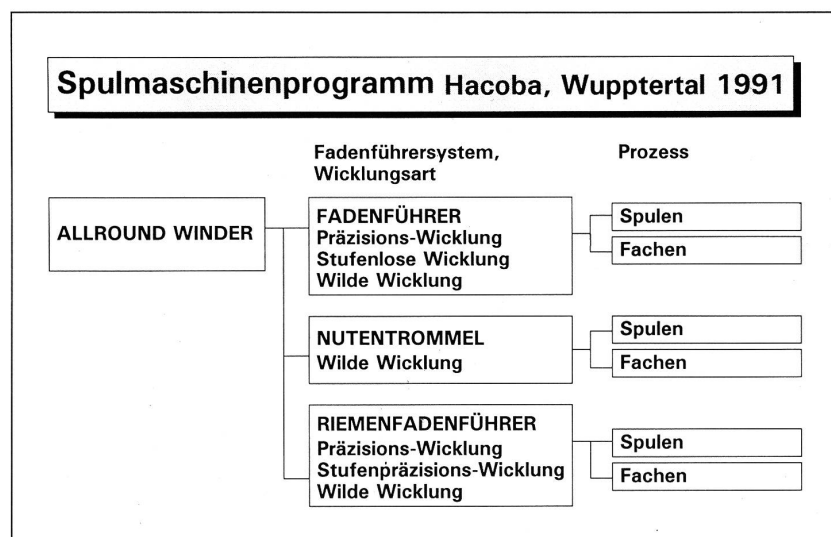 Spulmaschinenprogramm Hacoba, Wupptertal 1991
Fadenführersystem,
Wicklungsart
Prozess
ALLROUND WINDER
FADENFÜHRER
Präzisions-Wicklung
Stufenlose Wicklung
Wilde Wicklung
Spulen
Fachen
NUTENTROMMEL
Wilde Wicklung
Spulen
Fachen
RIEMENFADENFÜHRER
Präzisions-Wicklung
Stufenpräzisions-Wicklung
Wilde Wicklung
Spulen
Fachen